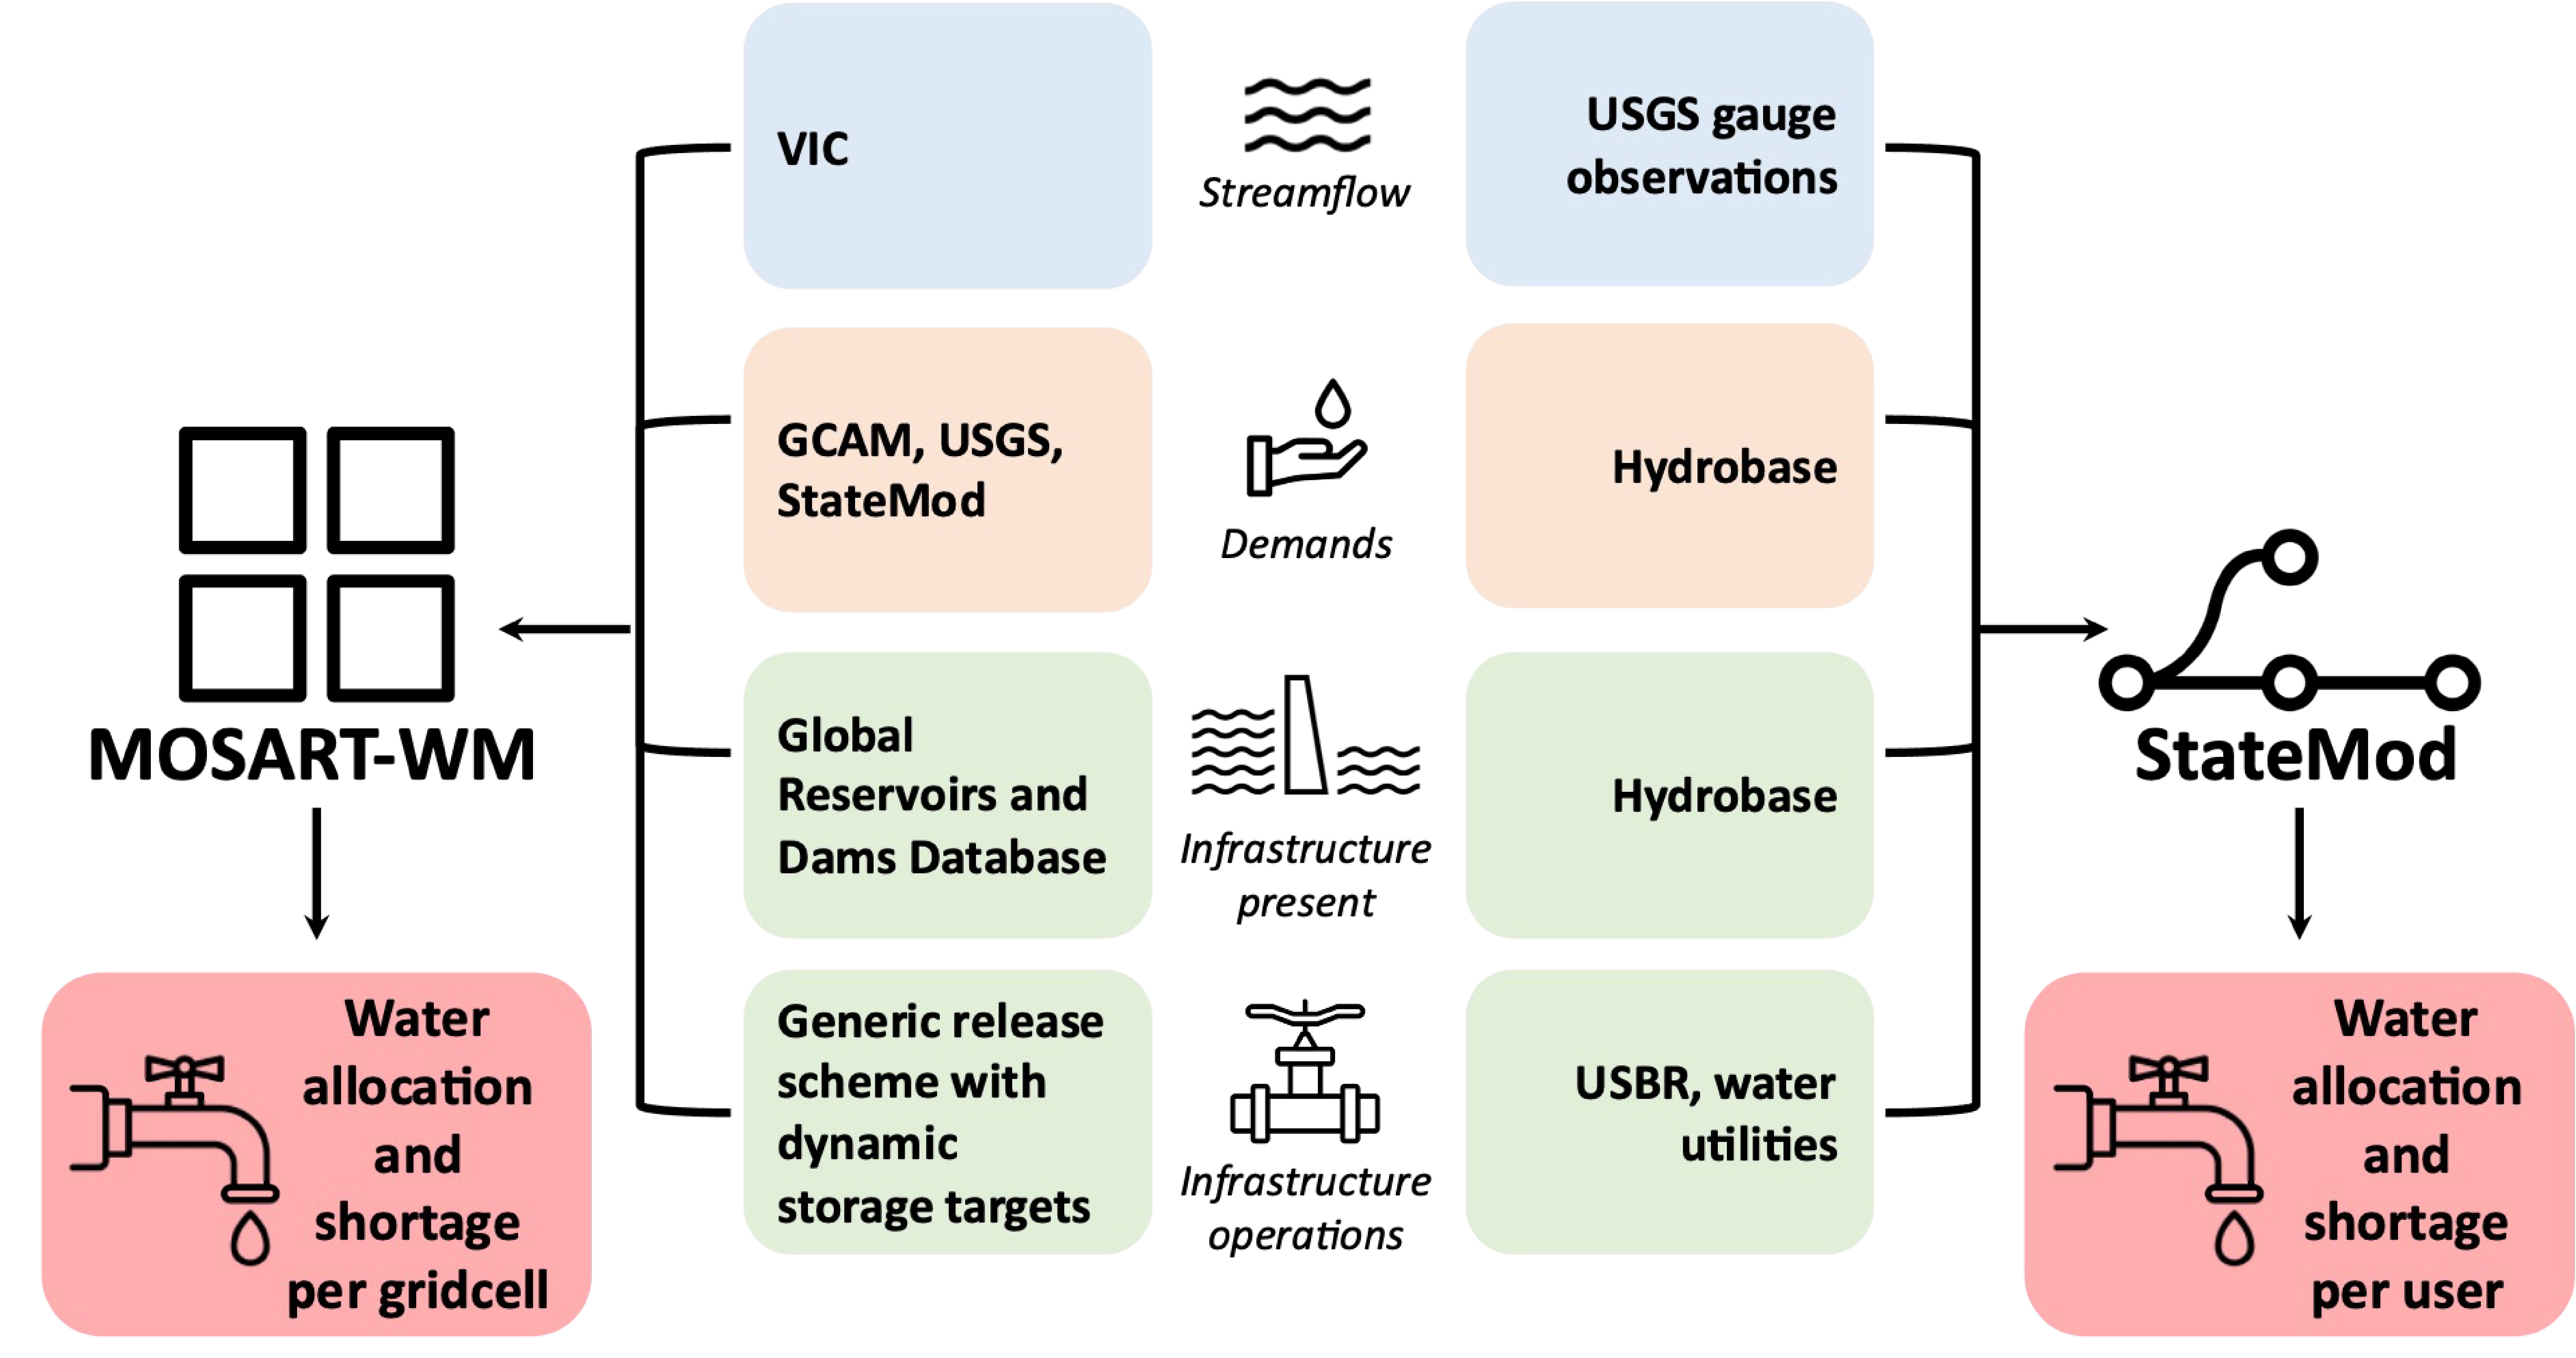 VIC
Streamflow
USGS gauge
observations
GCAM, USGS,
StateMod
Demands
Hydrobase
MOSART-WM
Global
Reservoirs and
Dams Database
Infrastructure
present
Hydrobase
StateMod
Water
allocation
and
shortage
per gridcell
Generic release
scheme with
dynamic
storage targets
Infrastructure
operations
USBR, water
utilities
Water
allocation
and
shortage
per user